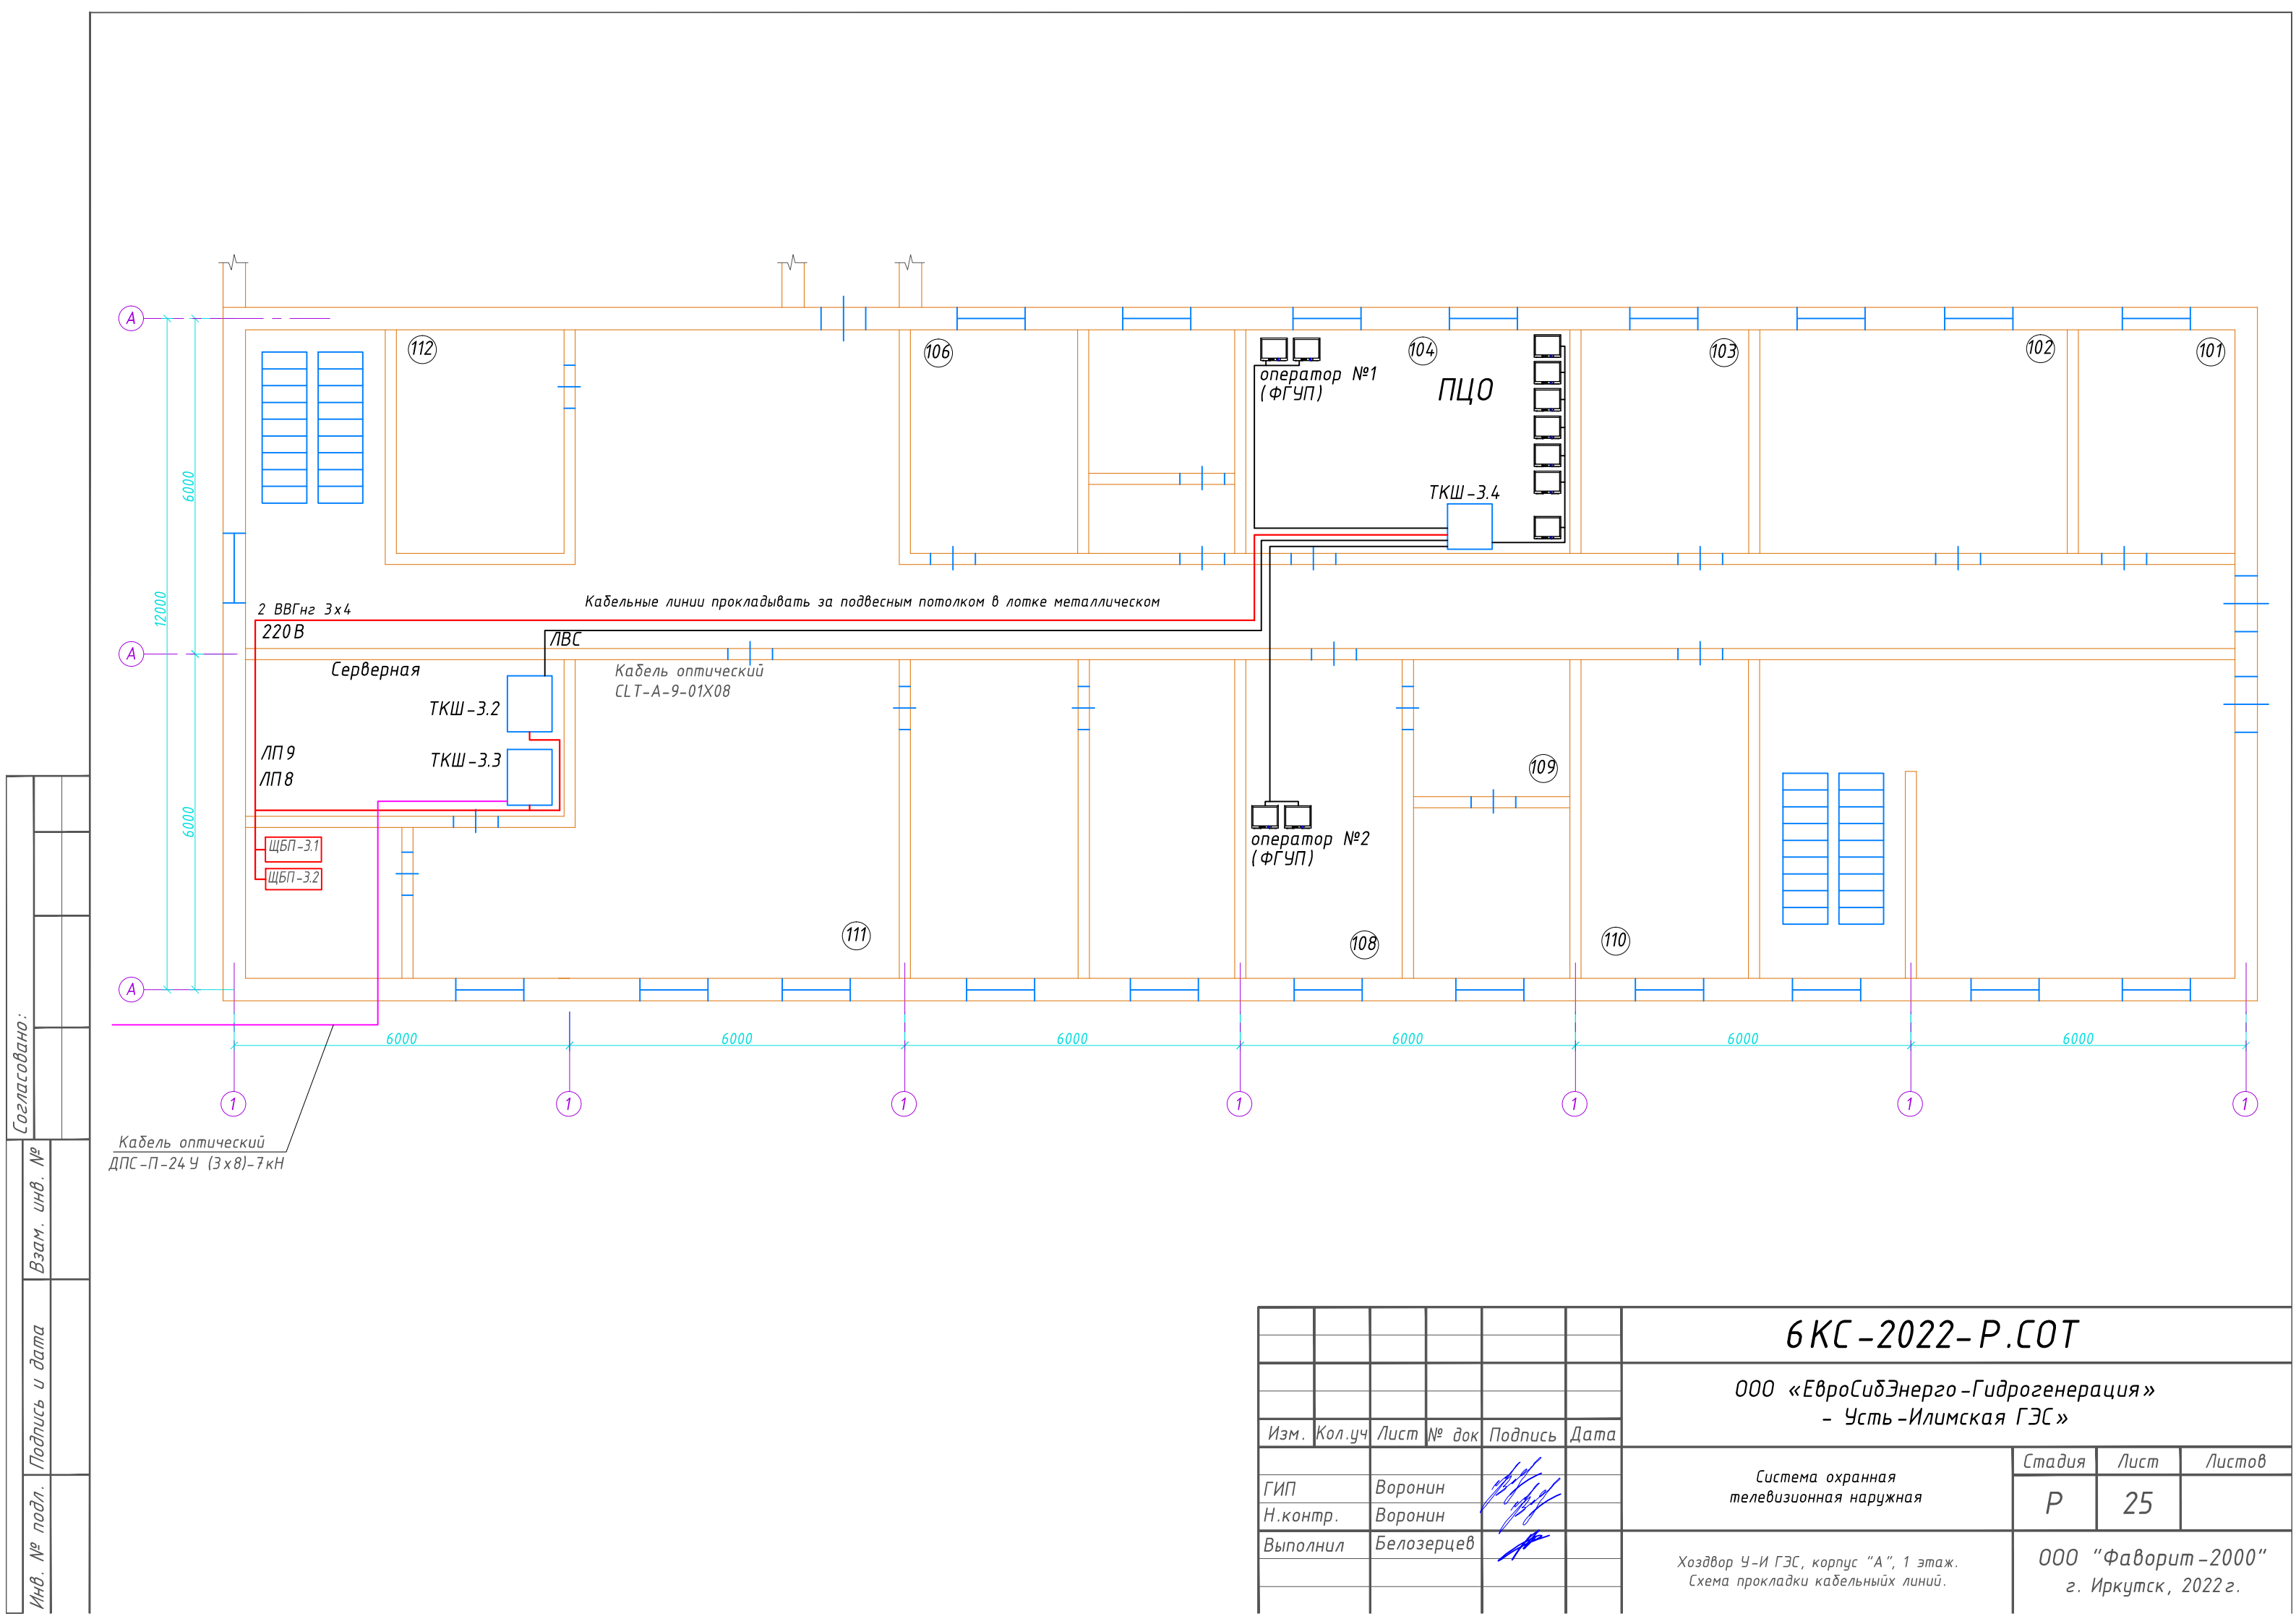 А
112
106
104
103
102
101
оператор №1
(ФГУП)
ПЦО
ТКШ-3.4
6000
12000
2 ВВГнг 3х4
220В
Кабельные линии прокладывать за подвесным потолком в лотке металлическом
ЛВС
А
Серверная
Кабель оптический
CLT-A-9-01X08
ТКШ-3.2
ТКШ-3.3
ЛП9
ЛП8
6000
109
ЩБП-3.1
ЩБП-3.2
оператор №2
(ФГУП)
111
108
110
А
6000
6000
6000
6000
6000
6000
1
1
1
1
1
1
1
Кабель оптический
ДПС-П-24У (3х8)-7кН
Согласовано:
Взам. инв. №
Подпись и дата
Инв. № подл.
6КС-2022-Р.СОТ
ООО «ЕвроСибЭнерго-Гидрогенерация»
- Усть-Илимская ГЭС»
Изм. Кол.уч Лист № док Подпись Дата
Система охранная
телевизионная наружная
Стадия Лист Листов
Р 25
ГИП Воронин
Н.контр. Воронин
Выполнил Белозерцев
Хоздвор У-И ГЭС, корпус "А", 1 этаж.
Схема прокладки кабельныйх линий.
ООО "Фаворит-2000"
г. Иркутск, 2022г.